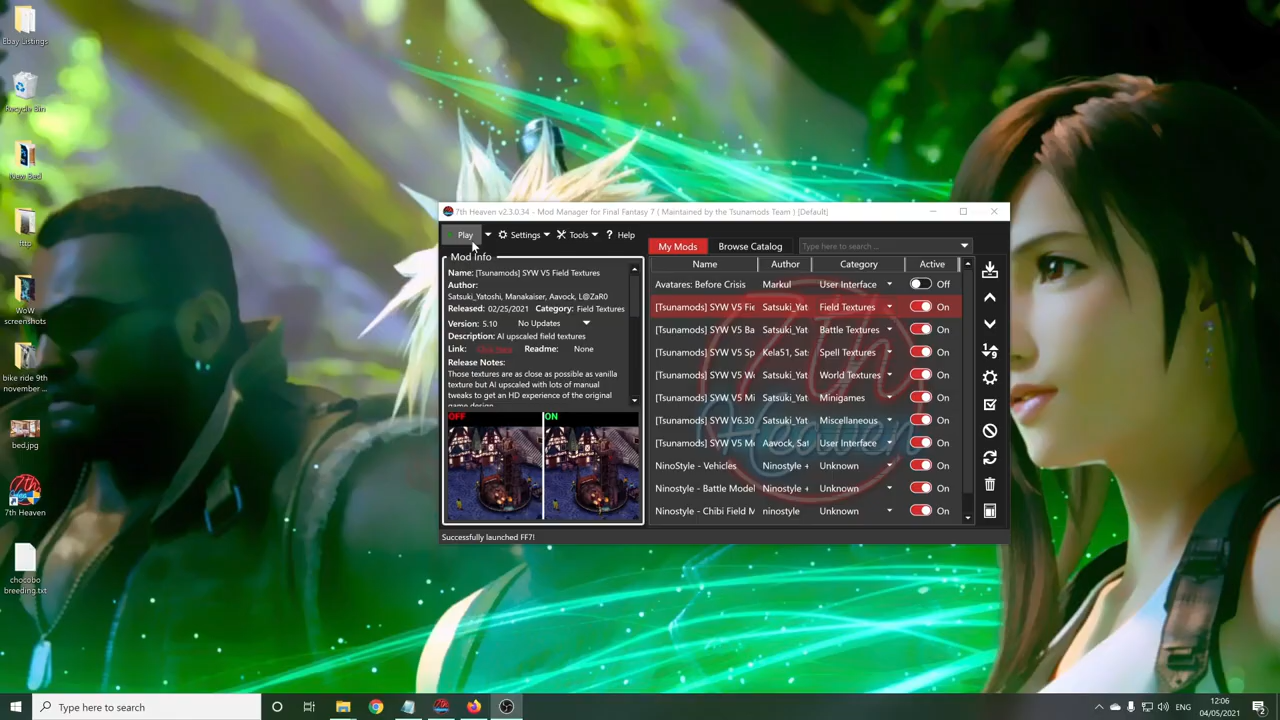 Ebay Listings
Recycle Bin
New Bed
fttp
WoW
screenshots
bike ride 9th
november ...
bed.jpg
7th Heaven
chocobo
breeding.txt
7th Heaven v2.3.0.34 - Mod Manager for Final Fantasy 7 ( Maintained by the Tsunamods Team ) [Default]
Play
Settings
Tools
? Help
Mod Info
Name: [Tsunamods] SYW V5 Field Textures
Author:
Satsuki_Yatoshi, Manakaiser, Aavock, L@ZaR0
Released: 02/25/2021 Category: Field Textures
Version: 5.10 No Updates
Description: AI upscaled field textures
Link: Click Here Readme: None
Release Notes:
Those textures are as close as possible as vanilla
texture but AI upscaled with lots of manual
tweaks to get an HD experience of the original
game design
OFF
ON
My Mods
Browse Catalog
Type here to search ...
Name Author Category Active
Avatares: Before Crisis Markul User Interface Off
[Tsunamods] SYW V5 Fie Satsuki_Yat Field Textures On
[Tsunamods] SYW V5 Ba Satsuki_Yat Battle Textures On
[Tsunamods] SYW V5 Sp Kela51, Sat Spell Textures On
[Tsunamods] SYW V5 We Satsuki_Yat World Textures On
[Tsunamods] SYW V5 Mi Satsuki_Yat Minigames On
[Tsunamods] SYW V6.30 Satsuki_Yat Miscellaneous On
[Tsunamods] SYW V5 M Aavock, Sat User Interface On
NinoStyle - Vehicles Ninostyle + Unknown On
Ninostyle - Battle Model Ninostyle + Unknown On
Ninostyle - Chibi Field M ninostyle Unknown On
7th
Heaven
Successfully launched FF7!
Type here to search
ENG
12:06
04/05/2021
2